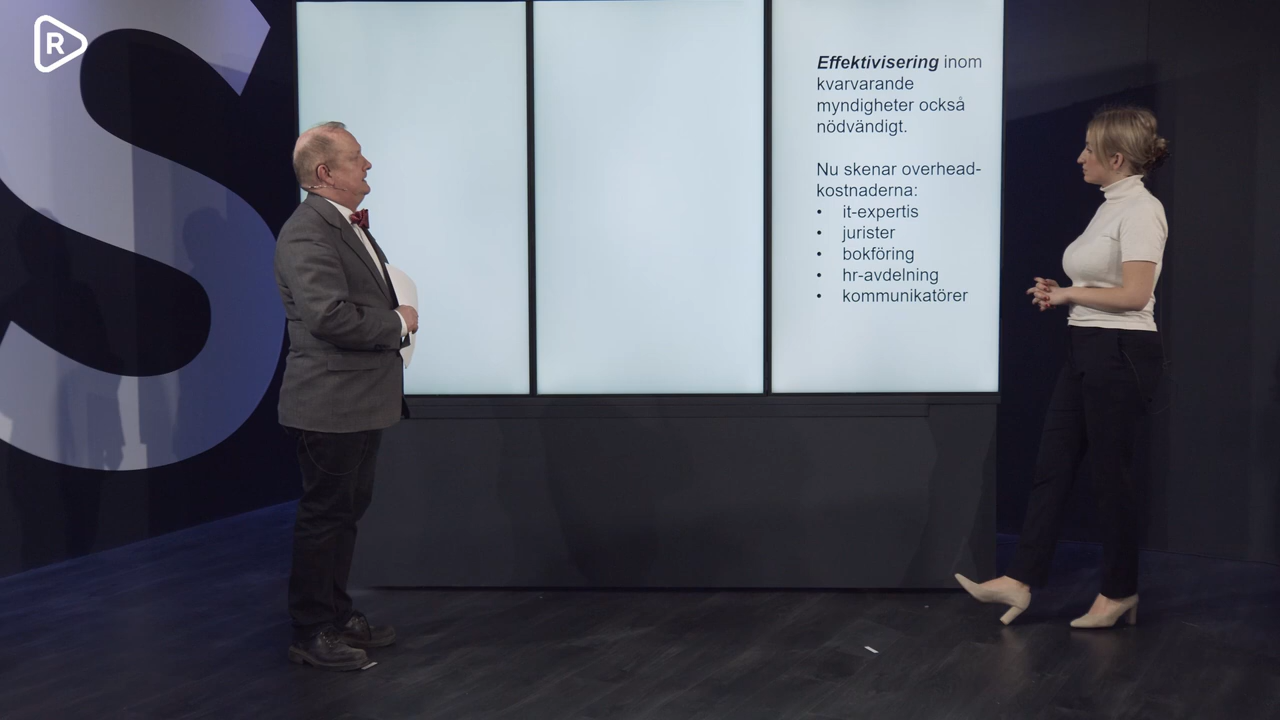 R
S
Effektivisering inom
kvarvarande
myndigheter också
nödvändigt.
Nu skenar overhead-
kostnaderna:
• it-expertis
• jurister
• bokföring
• hr-avdelning
• kommunikatörer